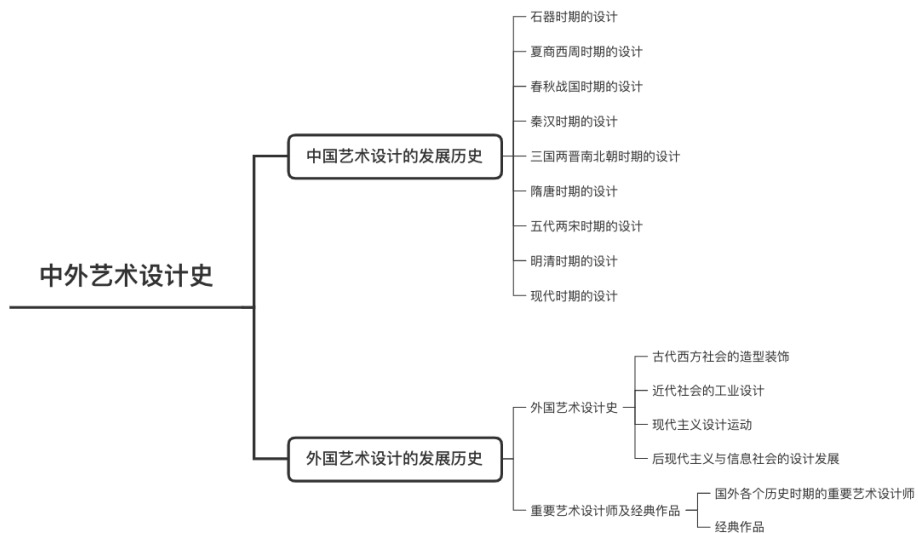 中外艺术设计史
中国艺术设计的发展历史
石器时期的设计
夏商西周时期的设计
春秋战国时期的设计
秦汉时期的设计
三国两晋南北朝时期的设计
隋唐时期的设计
五代两宋时期的设计
明清时期的设计
现代时期的设计
外国艺术设计的发展历史
外国艺术设计史
古代西方社会的造型装饰
近代社会的工业设计
现代主义设计运动
后现代主义与信息社会的设计发展
重要艺术设计师及经典作品
国外各个历史时期的重要艺术设计师
经典作品